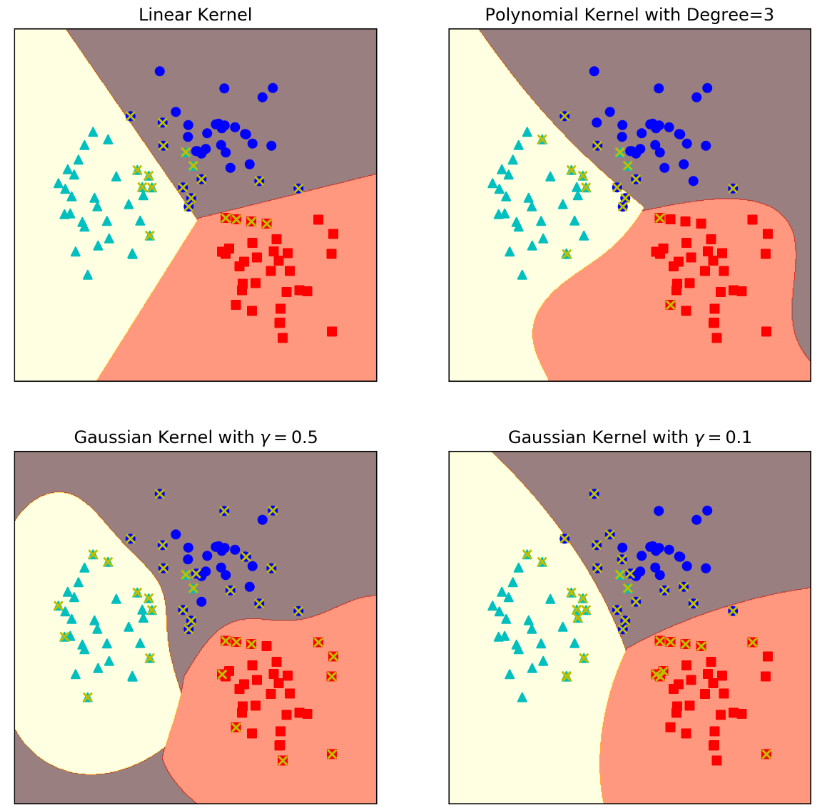 Linear Kernel
Polynomial Kernel with Degree=3
Gaussian Kernel with γ = 0.5
Gaussian Kernel with γ = 0.1